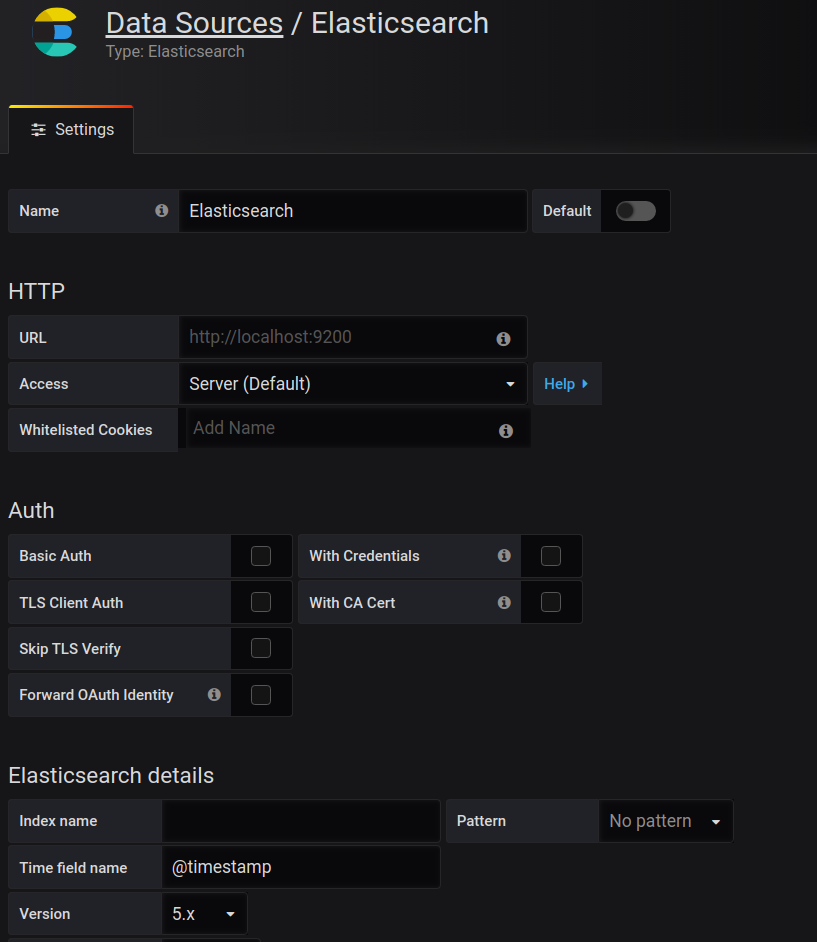 Data Sources / Elasticsearch
Type: Elasticsearch
Settings
Name Elasticsearch Default
HTTP
URL http://localhost:9200
Access Server (Default) Help
Whitelisted Cookies Add Name
Auth
Basic Auth With Credentials
TLS Client Auth With CA Cert
Skip TLS Verify
Forward OAuth Identity
Elasticsearch details
Index name Pattern No pattern
Time field name @timestamp
Version 5.x